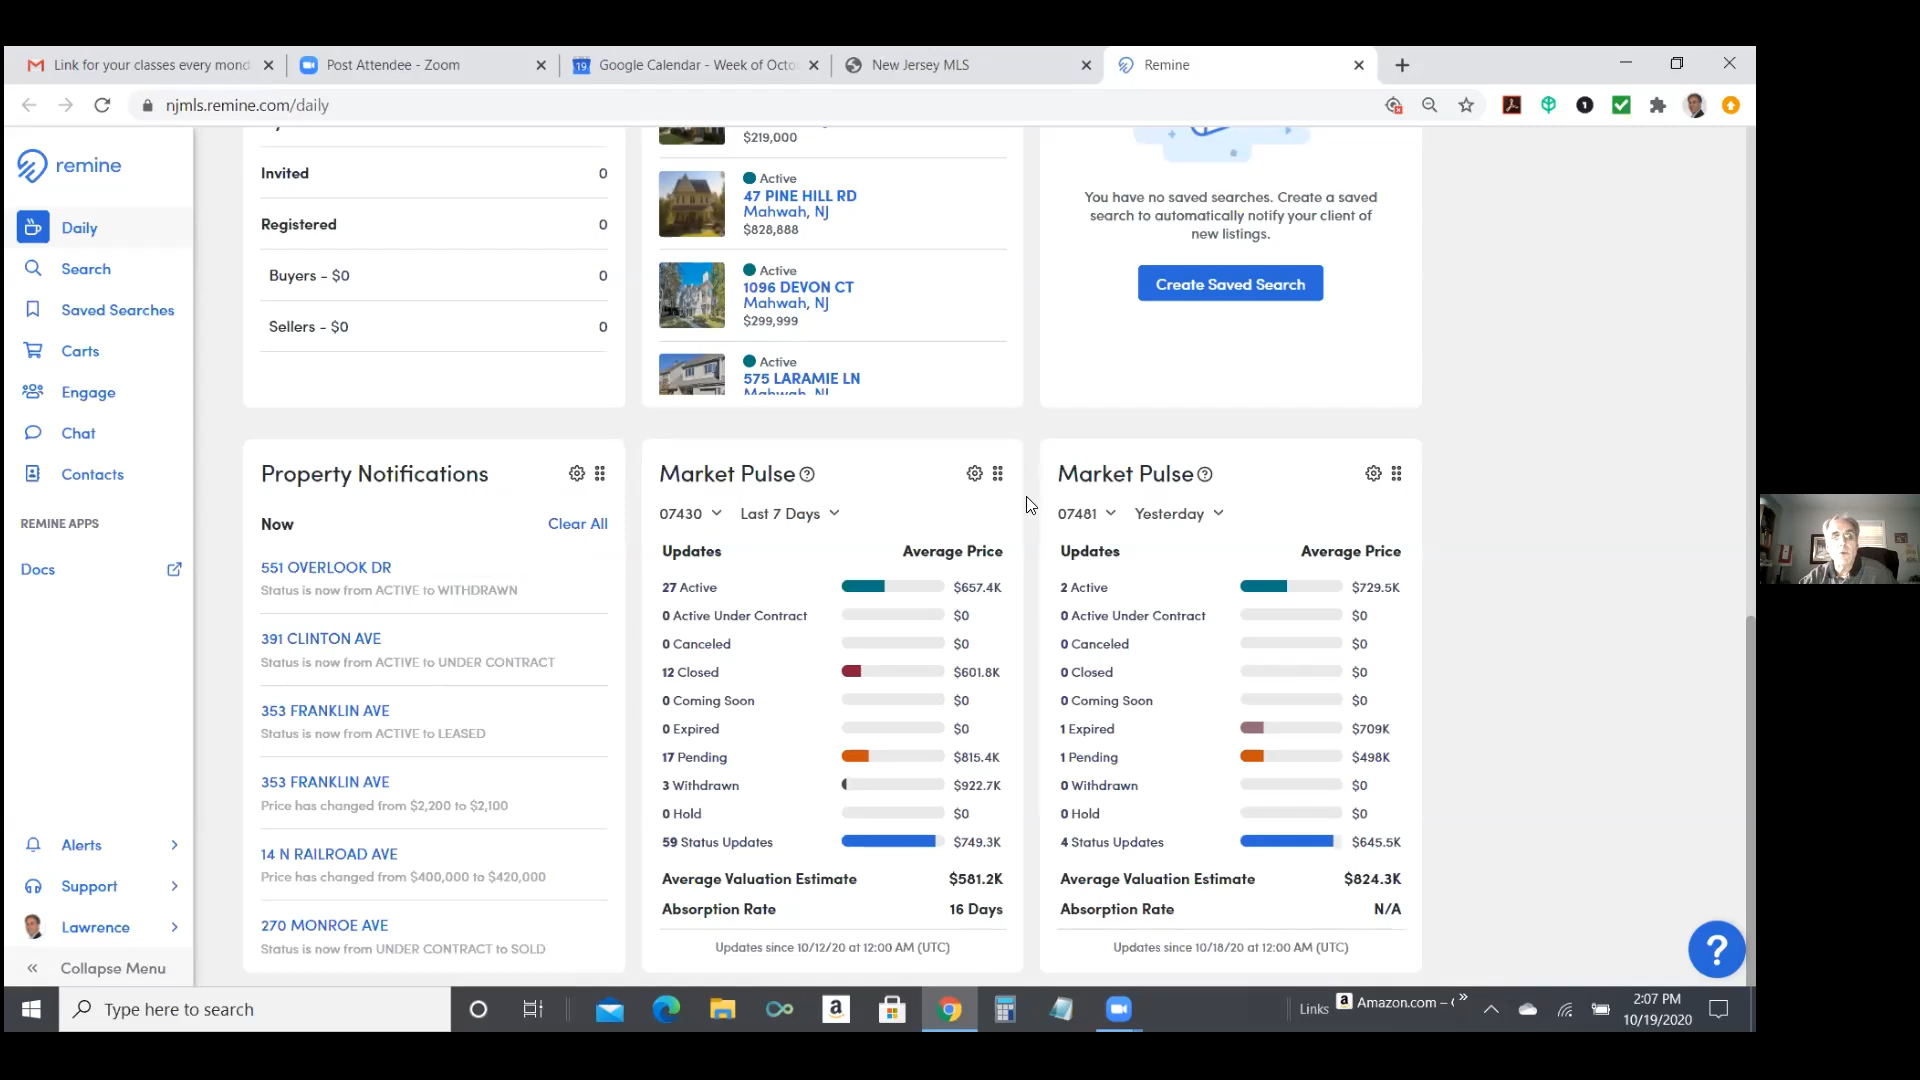 Link for your classes every mond
Post Attendee - Zoom
19
Google Calendar - Week of Octo
New Jersey MLS
Remine
njmls.remine.com/daily
remine
Daily
Search
Saved Searches
Carts
Engage
Chat
Contacts
REMINE APPS
Docs
Alerts
Support
Lawrence
Collapse Menu
Invited 0
Registered 0
Buyers - $0 0
Sellers - $0 0
$219,000
Active
47 PINE HILL RD
Mahwah, NJ
$828,888
Active
1096 DEVON CT
Mahwah, NJ
$299,999
Active
575 LARAMIE LN
Mahwah, NJ
You have no saved searches. Create a saved
search to automatically notify your client of
new listings.
Create Saved Search
Property Notifications
Now Clear All
551 OVERLOOK DR
Status is now from ACTIVE to WITHDRAWN
391 CLINTON AVE
Status is now from ACTIVE to UNDER CONTRACT
353 FRANKLIN AVE
Status is now from ACTIVE to LEASED
353 FRANKLIN AVE
Price has changed from $2,200 to $2,100
14 N RAILROAD AVE
Price has changed from $400,000 to $420,000
270 MONROE AVE
Status is now from UNDER CONTRACT to SOLD
Market Pulse ?
07430 Last 7 Days
Updates Average Price
27 Active $657.4K
0 Active Under Contract $0
0 Canceled $0
12 Closed $601.8K
0 Coming Soon $0
0 Expired $0
17 Pending $815.4K
3 Withdrawn $922.7K
0 Hold $0
59 Status Updates $749.3K
Average Valuation Estimate $581.2K
Absorption Rate 16 Days
Updates since 10/12/20 at 12:00 AM (UTC)
Market Pulse ?
07481 Yesterday
Updates Average Price
2 Active $729.5K
0 Active Under Contract $0
0 Canceled $0
0 Closed $0
0 Coming Soon $0
1 Expired $709K
1 Pending $498K
0 Withdrawn $0
0 Hold $0
4 Status Updates $645.5K
Average Valuation Estimate $824.3K
Absorption Rate N/A
Updates since 10/18/20 at 12:00 AM (UTC)
?
Type here to search
a
Links
a Amazon.com – (
»
2:07 PM
10/19/2020